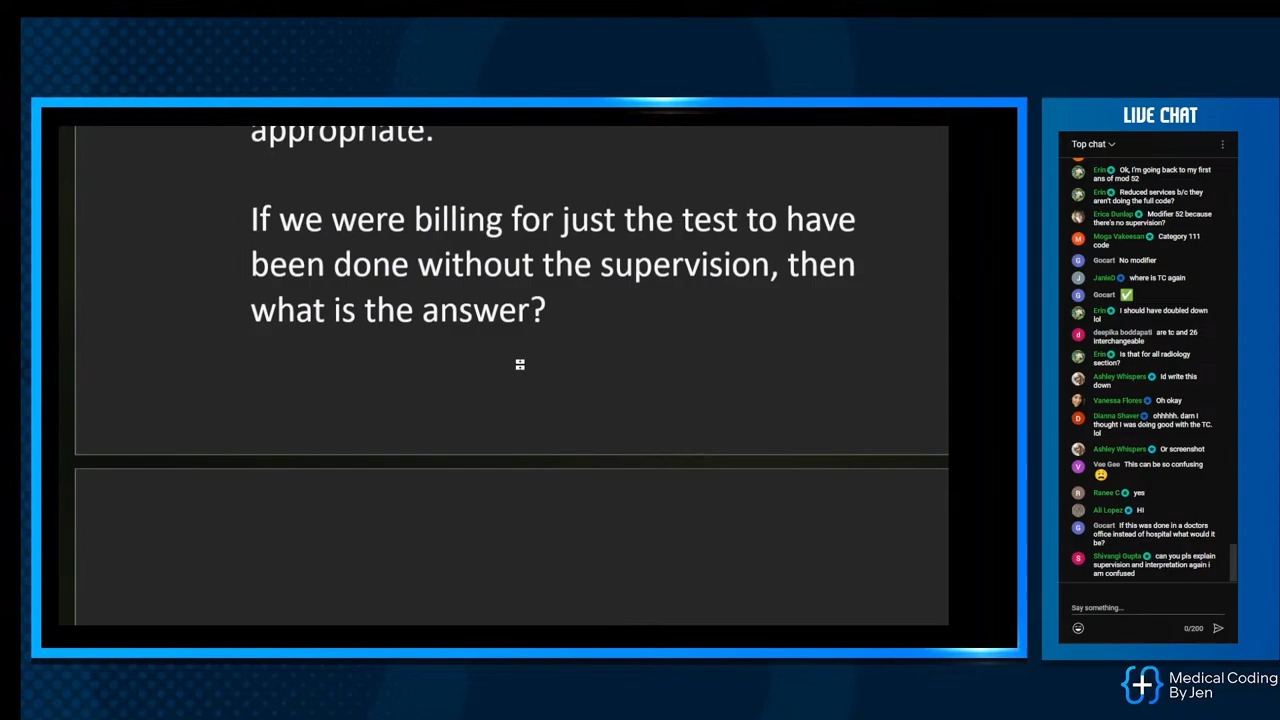 appropriate.
If we were billing for just the test to have
been done without the supervision, then
what is the answer?
LIVE CHAT
Top chat
Erin Ok, I'm going back to my first
ans of mod 52
Erin Reduced services b/c they
aren't doing the full code?
Erica Dunlap Modifier 52 because
there's no supervision?
Moga Vakeesan Category 111
code
Gocart No modifier
JanieD where is TC again
Gocart ✅
Erin I should have doubled down
lol
deepika boddapati are tc and 26
interchangeable
Erin Is that for all radiology
section?
Ashley Whispers Id write this
down
Vanessa Flores Oh okay
Dianna Shaver ohhhhh. darn I
thought I was doing good with the TC.
lol
Ashley Whispers Or screenshot
Vee Gee This can be so confusing
😥
Ranee C yes
Ali Lopez HI
Gocart If this was done in a doctors
office instead of hospital what would it
be?
Shivangi Gupta can you pls explain
supervision and interpretation again i
am confused
Say something...
0/200
Medical Coding
By Jen